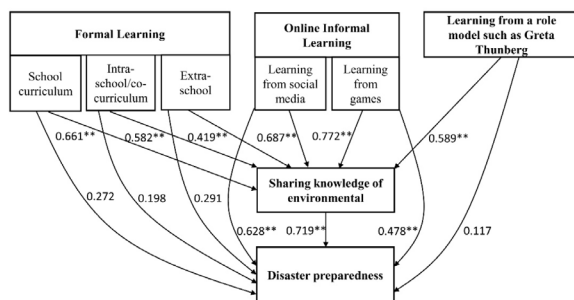 Formal Learning
Online Informal
Learning
Learning from a role
model such as Greta
Thunberg
School
curriculum
Intra-
school/co-
curriculum
Extra-
school
Learning
from social
media
Learning
from
games
0.661**
0.582**
0.419**
0.687**
0.772**
0.589**
Sharing knowledge of
environmental
0.272
0.198
0.291
0.628**
0.719**
0.478**
0.117
Disaster preparedness